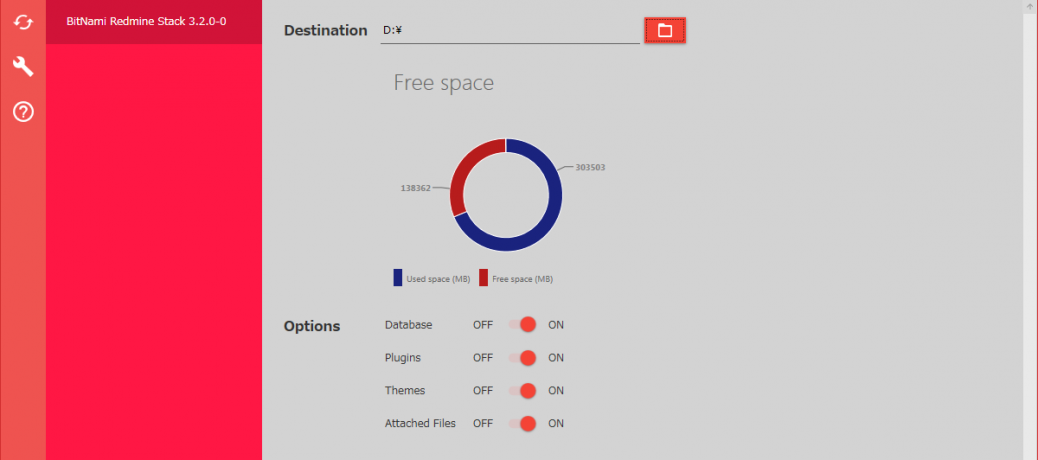 BitNami Redmine Stack 3.2.0-0
Destination D:¥
Free space
303503
138362
Used space (MB) Free space (MB)
Options Database OFF ON
Plugins OFF ON
Themes OFF ON
Attached Files OFF ON